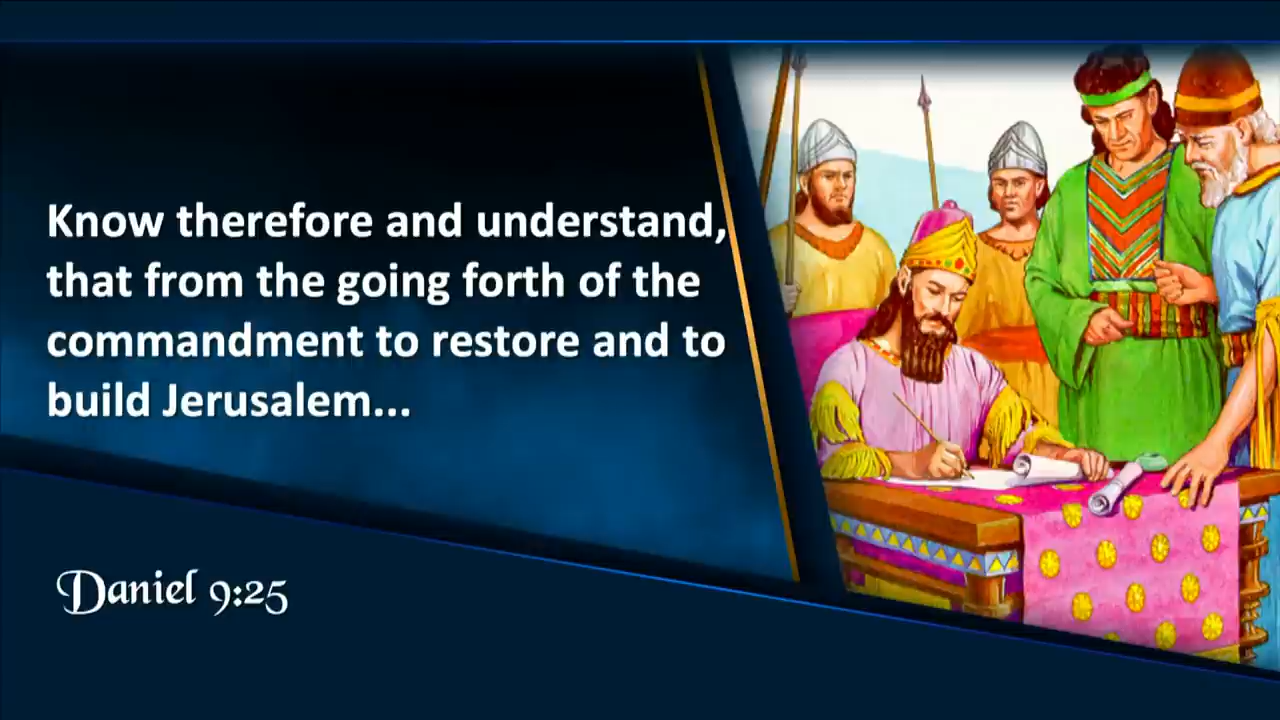 Know therefore and understand,
that from the going forth of the
commandment to restore and to
build Jerusalem...
Daniel 9:25